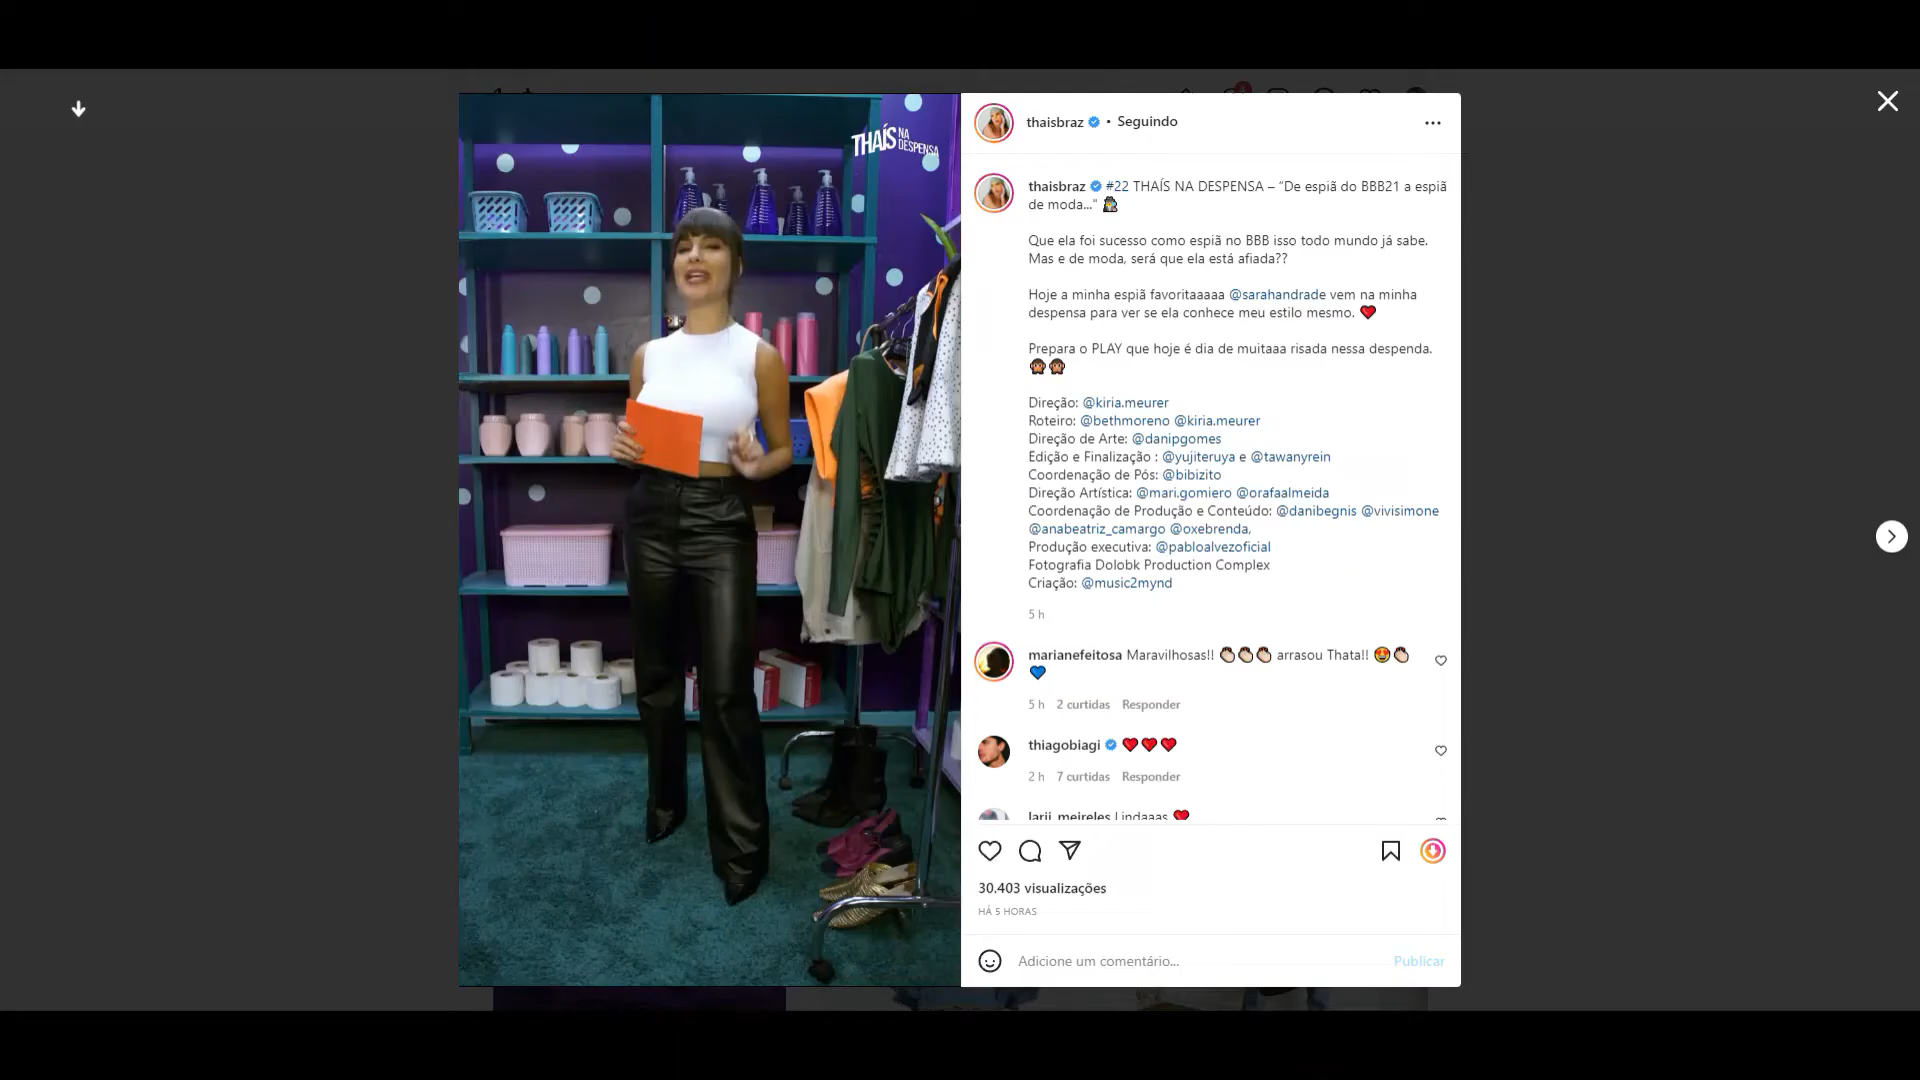 THAÍS NA DESPENSA
thaisbraz • Seguindo
thaisbraz #22 THAÍS NA DESPENSA – “De espiã do BBB21 a espiã
de moda..."
Que ela foi sucesso como espiã no BBB isso todo mundo já sabe.
Mas e de moda, será que ela está afiada??
Hoje a minha espiã favoritaaaaa @sarahandrade vem na minha
despensa para ver se ela conhece meu estilo mesmo. ❤️
Prepara o PLAY que hoje é dia de muitaaa risada nessa despenda.
🙊🙊
Direção: @kiria.meurer
Roteiro: @bethmoreno @kiria.meurer
Direção de Arte: @danipgomes
Edição e Finalização : @yujiteruya e @tawanyrein
Coordenação de Pós: @bibizito
Direção Artística: @mari.gomiero @orafaalmeida
Coordenação de Produção e Conteúdo: @danibegnis @vivisimone
@anabeatriz_camargo @oxebrenda,
Produção executiva: @pabloalvezoficial
Fotografia Dolobk Production Complex
Criação: @music2mynd
5 h
marianefeitosa Maravilhosas!! 👏🏻👏🏻👏🏻 arrasou Thata!! 😍👏🏻
💙
5 h 2 curtidas Responder
thiagobiagi ❤️❤️❤️
2 h 7 curtidas Responder
larii_meireles Lindaaas ❤️
30.403 visualizações
HÁ 5 HORAS
Adicione um comentário...
Publicar